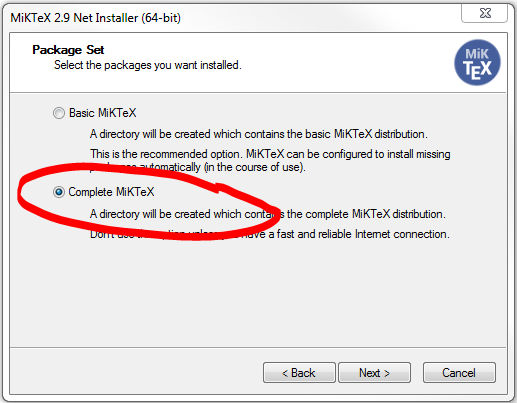 MiKTeX 2.9 Net Installer (64-bit)
Package Set
Select the packages you want installed.
MiK
TEX
Basic MiKTeX
A directory will be created which contains the basic MiKTeX distribution.
This is the recommended option. MiKTeX can be configured to install missing
automatically (in the course of use).
Complete MiKTeX
A directory will be created which contains the complete MiKTeX distribution.
Don't use this option unless you have a fast and reliable Internet connection.
< Back
Next >
Cancel